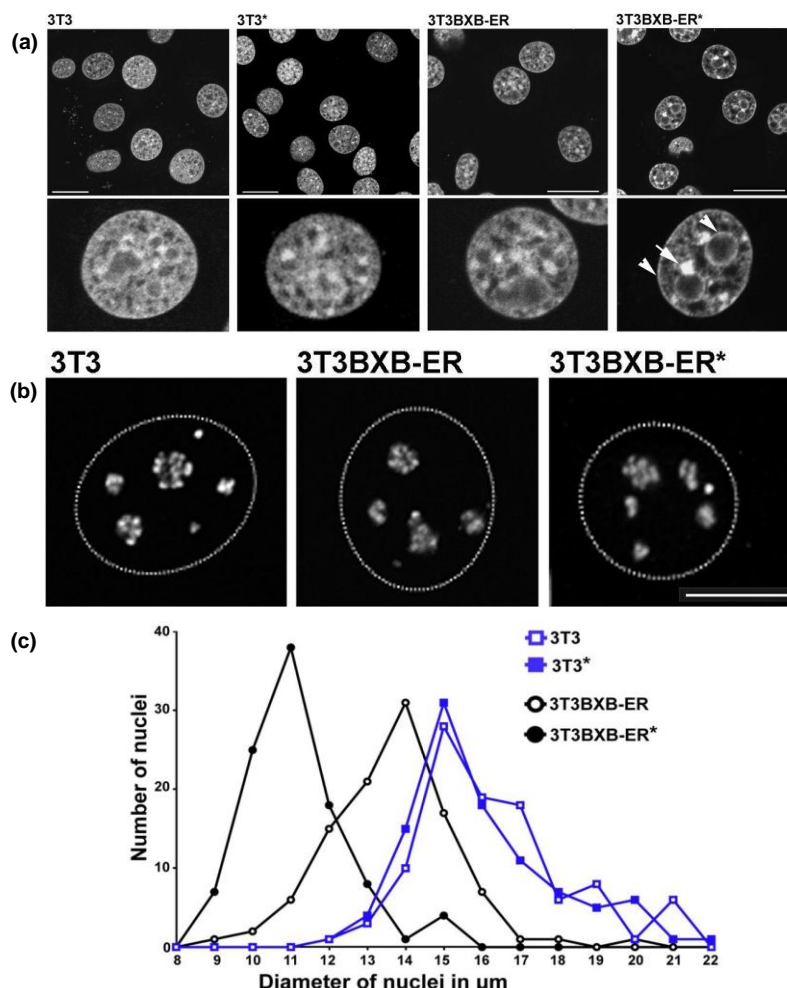 3T3 3T3* 3T3BXB-ER 3T3BXB-ER*
(a)
3T3 3T3BXB-ER 3T3BXB-ER*
(b)
(c)
40
30
20
10
0
Number of nuclei
3T3
3T3*
3T3BXB-ER
3T3BXB-ER*
8 9 10 11 12 13 14 15 16 17 18 19 20 21 22
Diameter of nuclei in µm